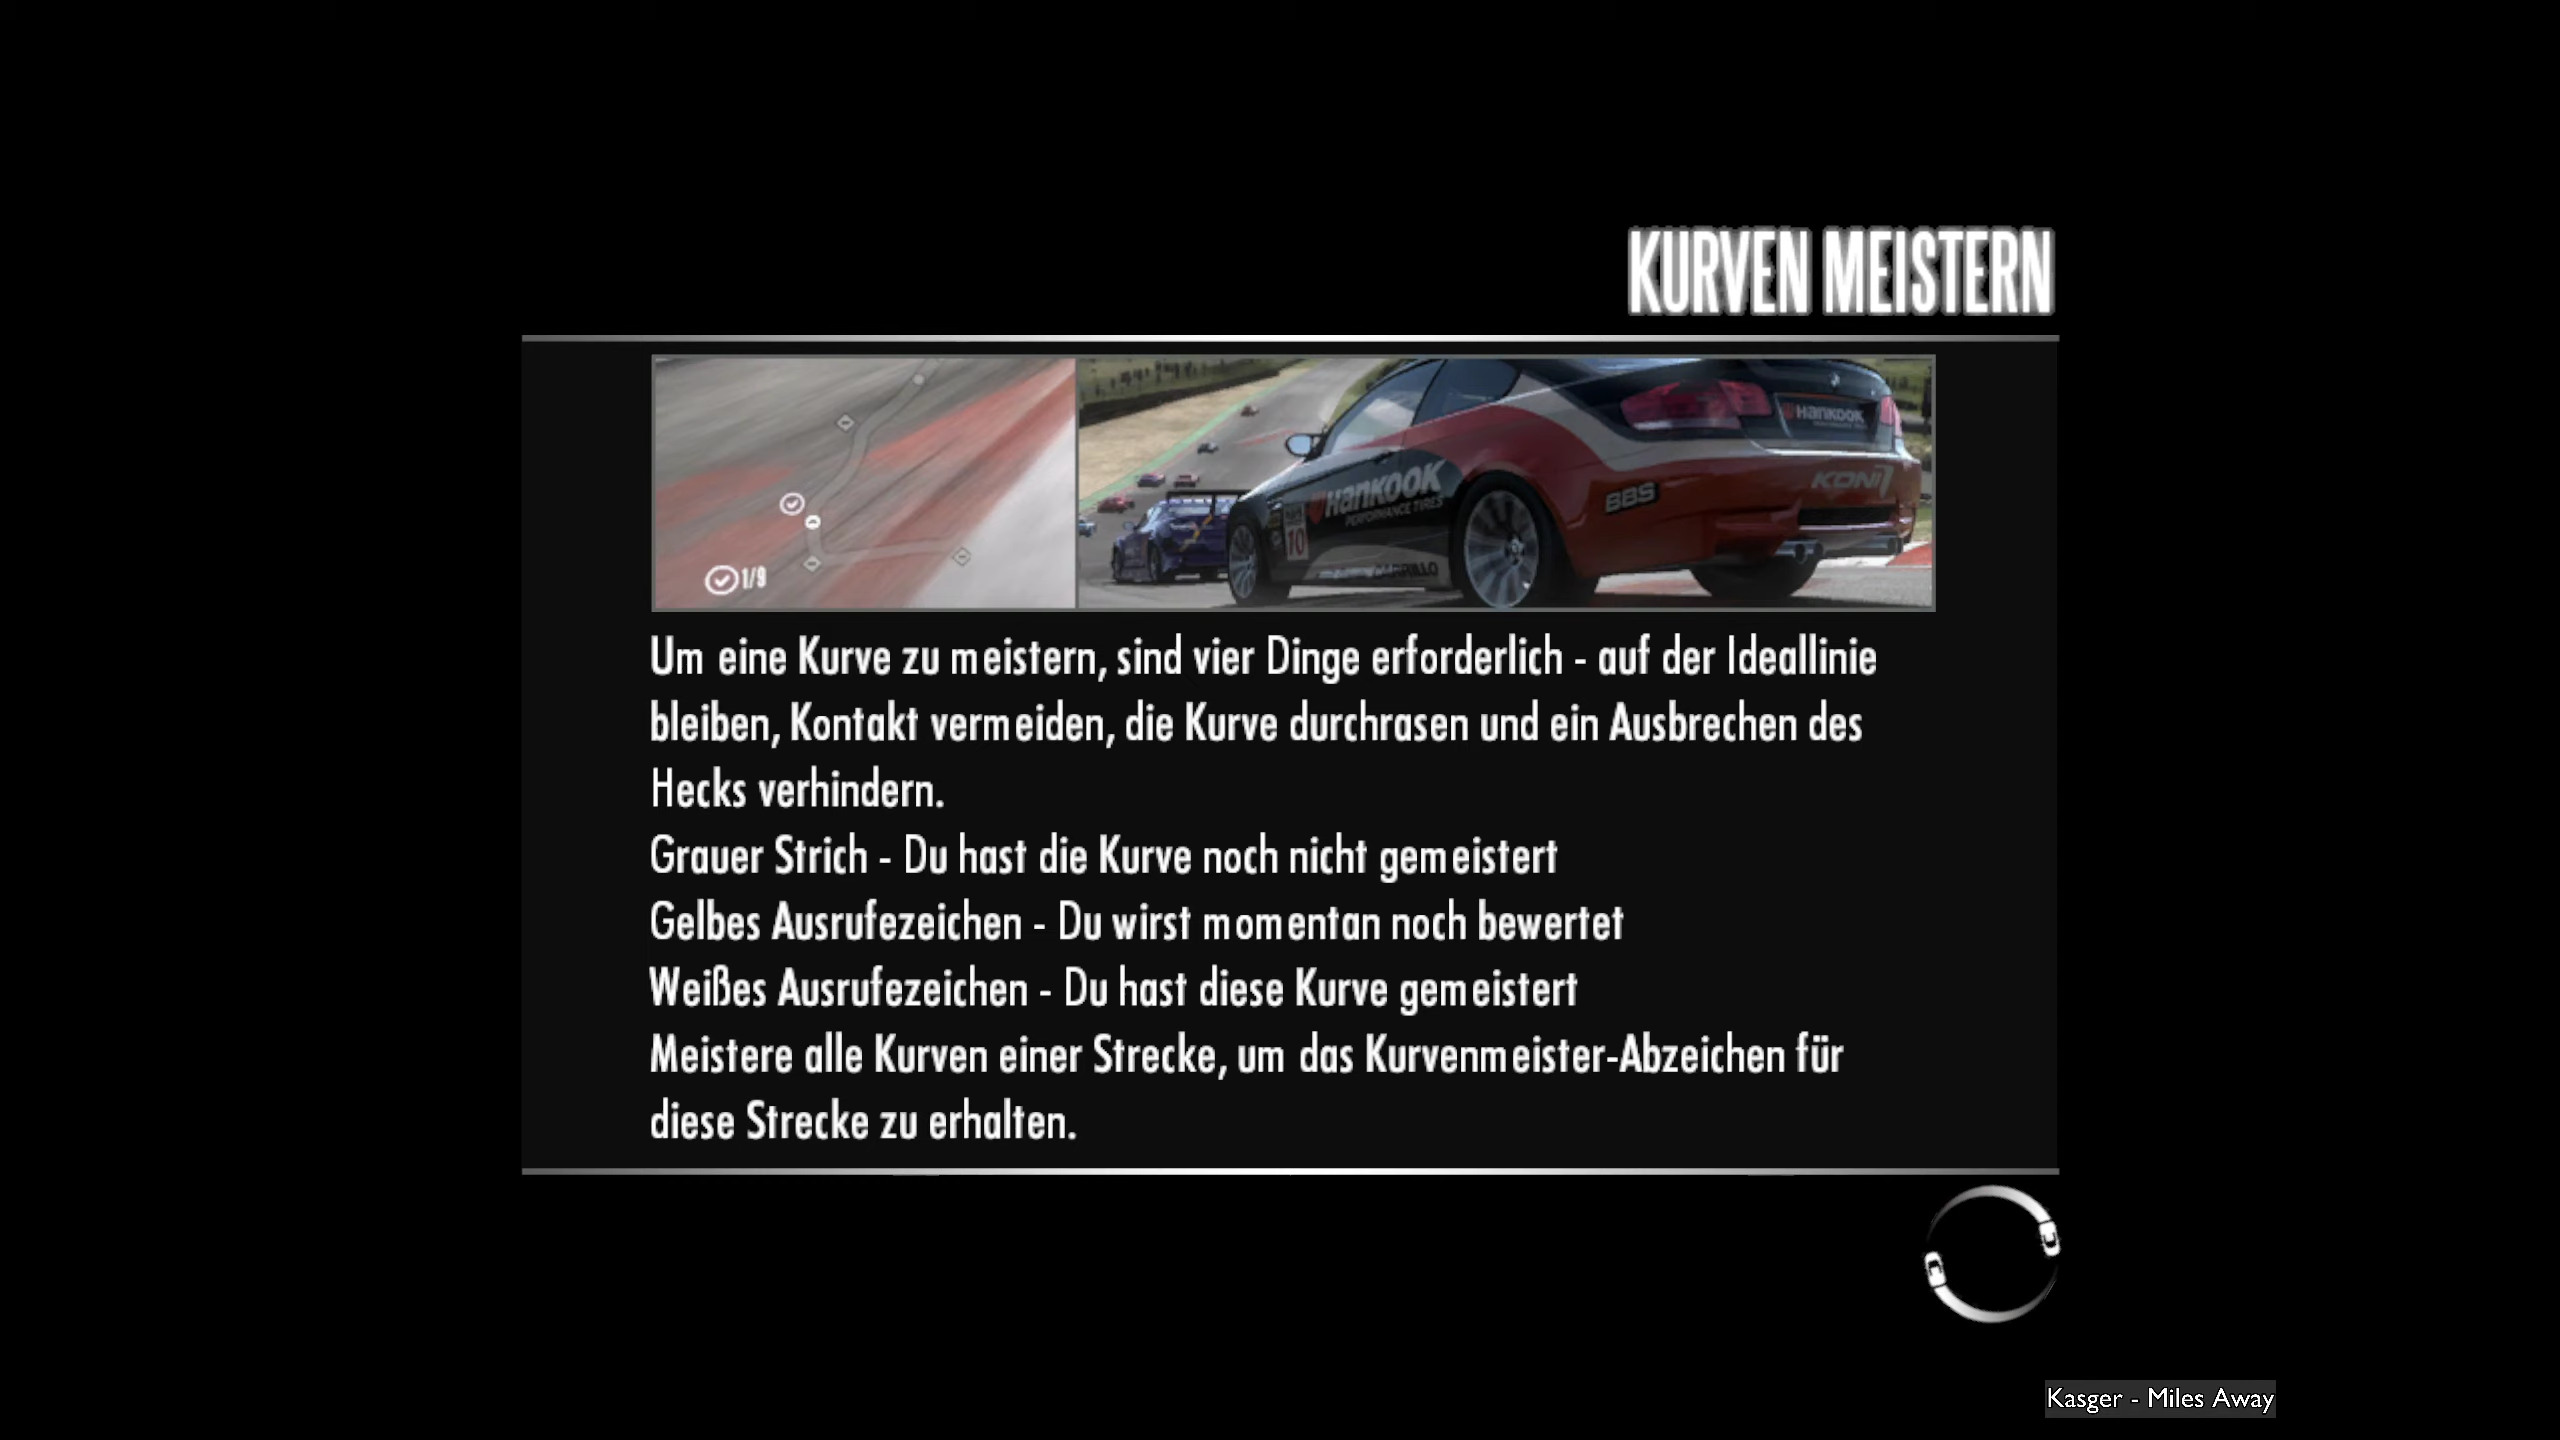 KURVEN MEISTERN
1/9
HANKOOK
PERFORMANCE TIRES
10
CARRILLO
BBS
HANKOOK
KONI
Um eine Kurve zu meistern, sind vier Dinge erforderlich - auf der Ideallinie
bleiben, Kontakt vermeiden, die Kurve durchrasen und ein Ausbrechen des
Hecks verhindern.
Grauer Strich - Du hast die Kurve noch nicht gemeistert
Gelbes Ausrufezeichen - Du wirst momentan noch bewertet
Weißes Ausrufezeichen - Du hast diese Kurve gemeistert
Meistere alle Kurven einer Strecke, um das Kurvenmeister-Abzeichen für
diese Strecke zu erhalten.
Kasger - Miles Away